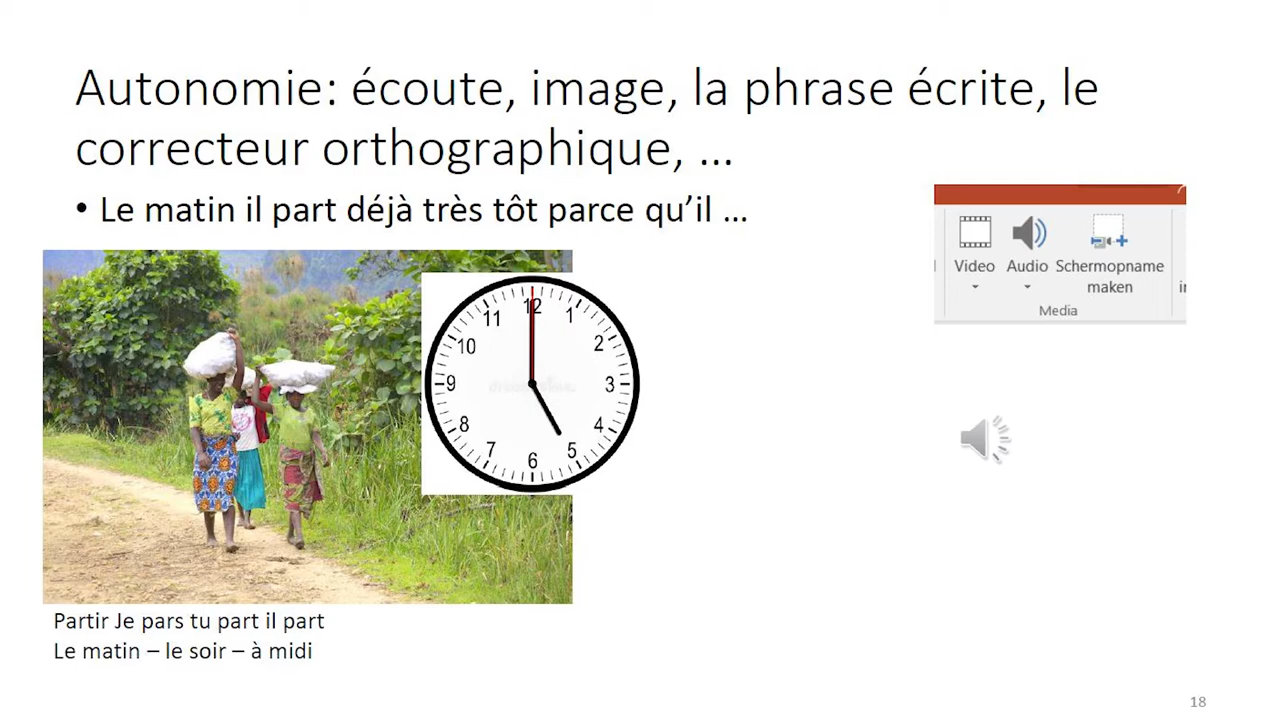 Autonomie: écoute, image, la phrase écrite, le
correcteur orthographique, ...
• Le matin il part déjà très tôt parce qu’il ...
Video
Audio
Schermopname
maken
Media
12
1
2
3
4
5
6
7
8
9
10
11
Partir Je pars tu part il part
Le matin – le soir – à midi
18